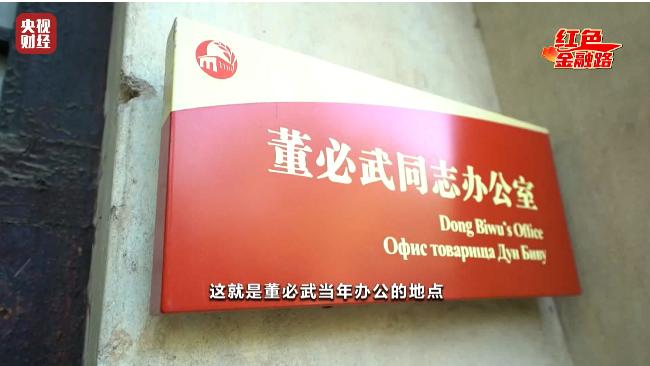 央视
财经
红色
金融路
董必武同志办公室
Dong Biwu's Office
Офис товарища Дун Биву
这就是董必武当年办公的地点